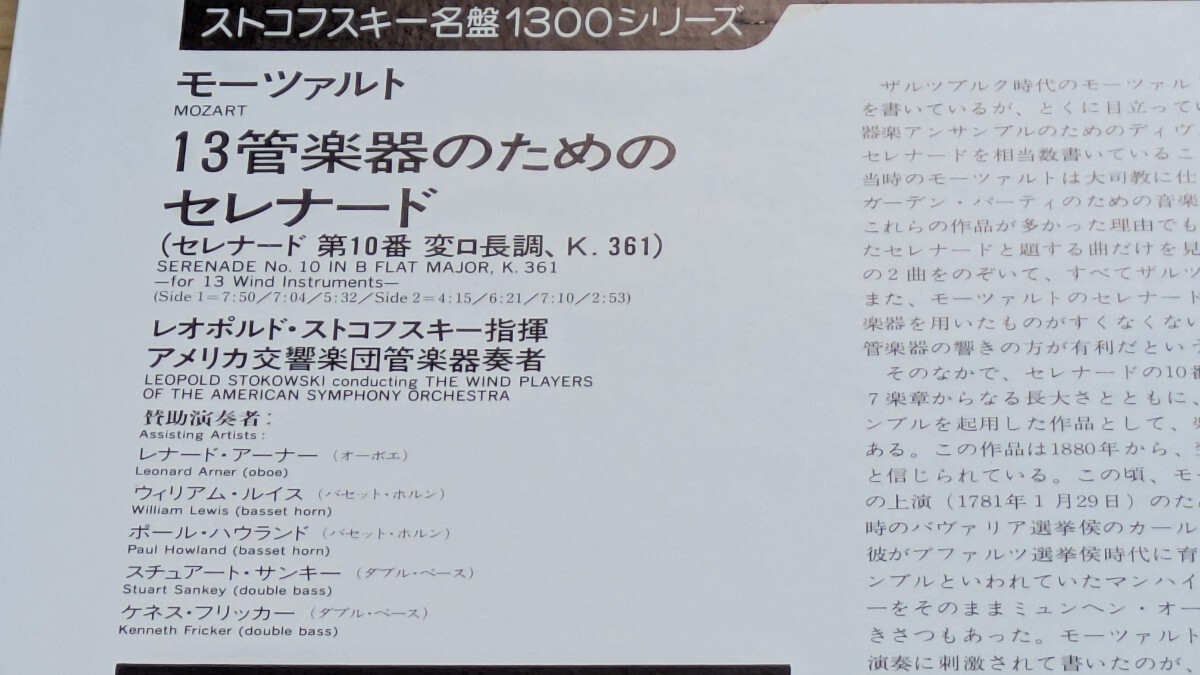 ストコフスキー名盤1300シリーズ
モーツァルト
MOZART
13管楽器のための
セレナード
(セレナード 第10番 変ロ長調、K. 361)
SERENADE No. 10 IN B FLAT MAJOR, K. 361
—for 13 Wind Instruments—
(Side 1=7:50/7:04/5:32/Side 2=4:15/6:21/7:10/2:53)
レオポルド・ストコフスキー指揮
アメリカ交響楽団管楽器奏者
LEOPOLD STOKOWSKI conducting THE WIND PLAYERS
OF THE AMERICAN SYMPHONY ORCHESTRA
賛助演奏者:
Assisting Artists:
レナード・アーナー (オーボエ)
Leonard Arner (oboe)
ウィリアム・ルイス (バセット・ホルン)
William Lewis (basset horn)
ポール・ハウランド (バセット・ホルン)
Paul Howland (basset horn)
スチュアート・サンキー (ダブル・ベース)
Stuart Sankey (double bass)
ケネス・フリッカー (ダブル・ベース)
Kenneth Fricker (double bass)
ザルツブルク時代のモーツァル
を書いているが、とくに目立ってい
器楽アンサンブルのためのディヴ
セレナードを相当数書いているこ
当時のモーツァルトは大司教に仕
ガーデン・パーティのための音楽
これらの作品が多かった理由でも
たセレナードと題する曲だけを見
の2曲をのぞいて、すべてザルツ
また、モーツァルトのセレナード
楽器を用いたものがすくなくない
管楽器の響きの方が有利だという
そのなかで、セレナードの10番
7楽章からなる長大さとともに、
ンブルを起用した作品として、
ある。この作品は1880年から、
と信じられている。この頃、モー
の上演(1781年1月29日)のた
時のバヴァリア選挙侯のカール
彼がプファルツ選挙侯時代に育
ンブルといわれていたマンハイ
ーをそのままミュンヘン・オー
きさつもあった。モーツァルト
演奏に刺激されて書いたのが、